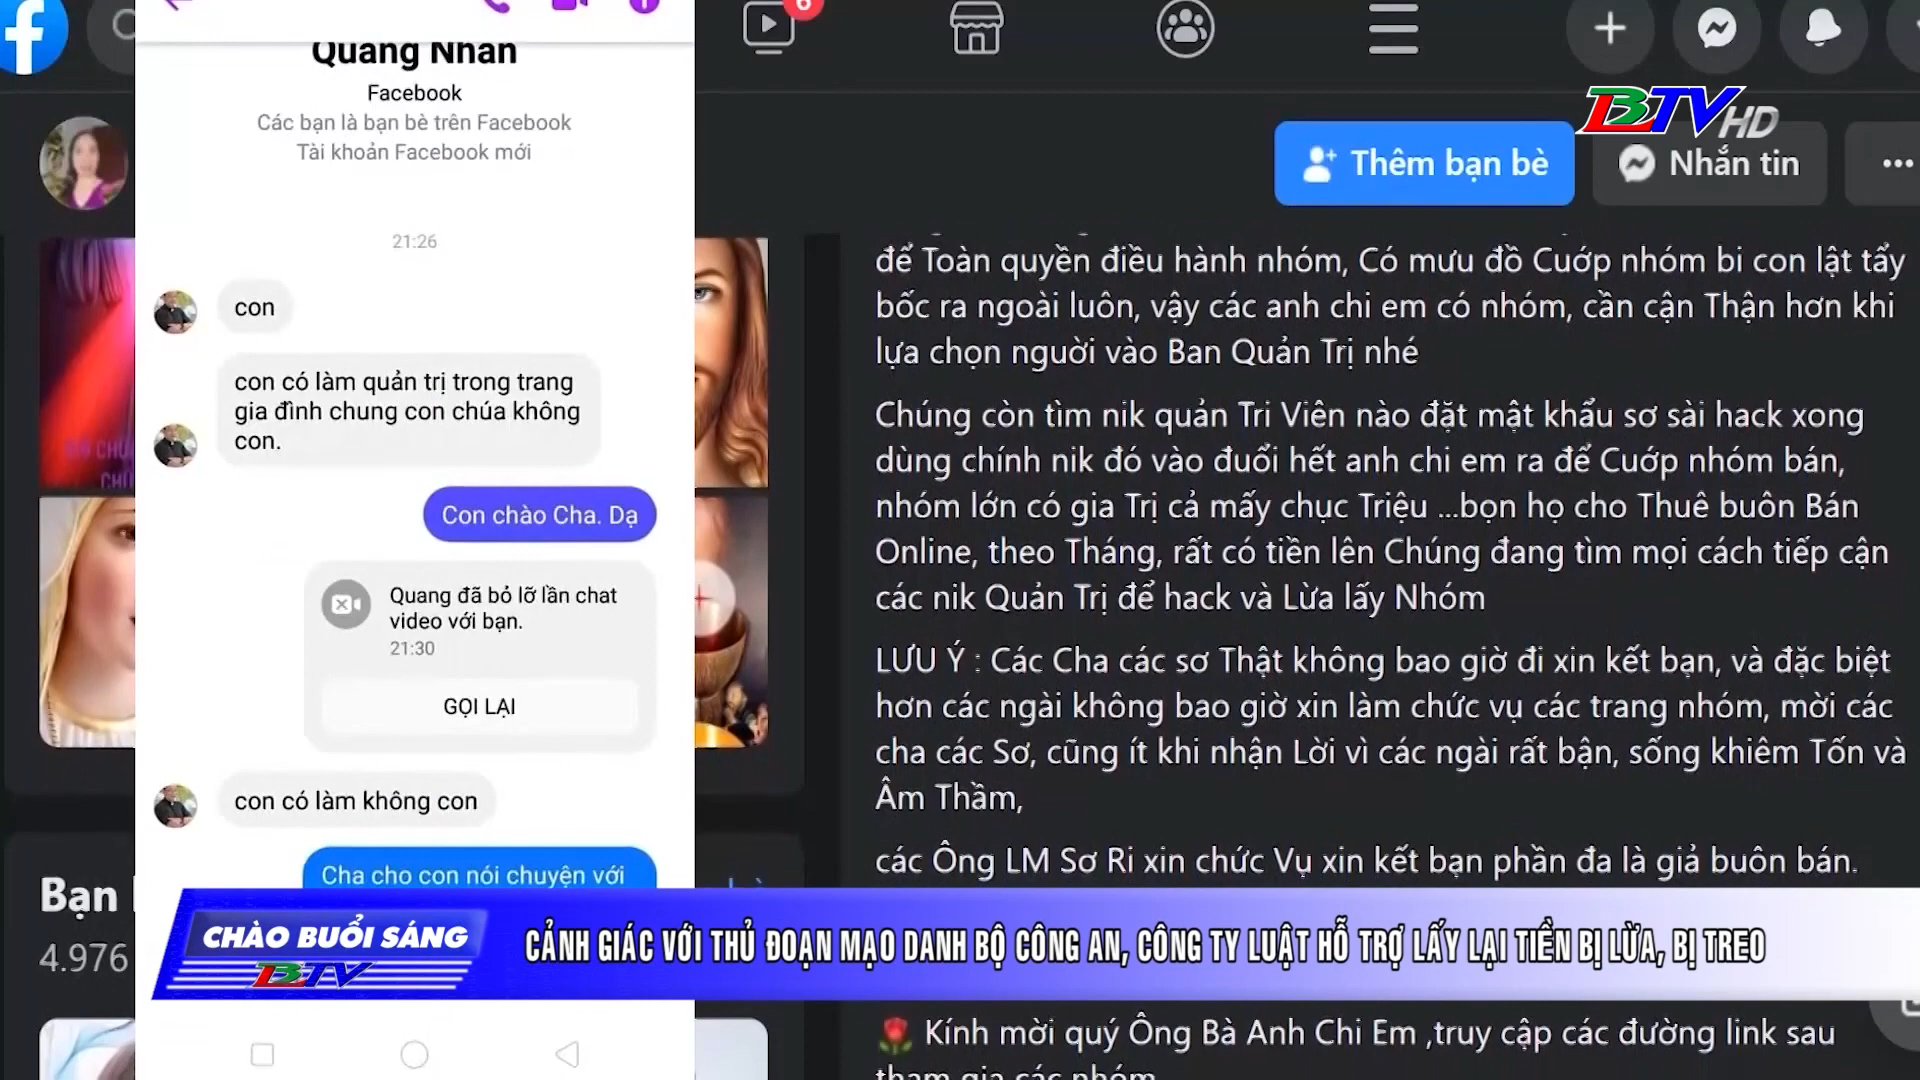 6
BTV HD
Quang Nhàn
Facebook
Các bạn là bạn bè trên Facebook
Tài khoản Facebook mới
21:26
con
con có làm quản trị trong trang
gia đình chung con chúa không
con.
Con chào Cha. Dạ
Quang đã bỏ lỡ lần chat
video với bạn.
21:30
GỌI LẠI
con có làm không con
Cha cho con nói chuyện với
Thêm bạn bè
Nhắn tin
để Toàn quyền điều hành nhóm, Có mưu đồ Cuớp nhóm bi con lật tẩy
bốc ra ngoài luôn, vậy các anh chi em có nhóm, cần cận Thận hơn khi
lựa chọn nguời vào Ban Quản Trị nhé
Chúng còn tìm nik quản Tri Viên nào đặt mật khẩu sơ sài hack xong
dùng chính nik đó vào đuổi hết anh chi em ra để Cuớp nhóm bán,
nhóm lớn có gia Trị cả mấy chục Triệu ...bọn họ cho Thuê buôn Bán
Online, theo Tháng, rất có tiền lên Chúng đang tìm mọi cách tiếp cận
các nik Quản Trị để hack và Lừa lấy Nhóm
LƯU Ý : Các Cha các sơ Thật không bao giờ đi xin kết bạn, và đặc biệt
hơn các ngài không bao giờ xin làm chức vụ các trang nhóm, mời các
cha các Sơ, cũng ít khi nhận Lời vì các ngài rất bận, sống khiêm Tốn và
Âm Thầm,
các Ông LM Sơ Ri xin chức Vụ xin kết bạn phần đa là giả buôn bán.
Bạn
4.976
CHÀO BUỔI SÁNG
BTV
CẢNH GIÁC VỚI THỦ ĐOẠN MẠO DANH BỘ CÔNG AN, CÔNG TY LUẬT HỖ TRỢ LẤY LẠI TIỀN BỊ LỪA, BỊ TREO
Kính mời quý Ông Bà Anh Chi Em ,truy cập các đường link sau
tham gia các nhóm